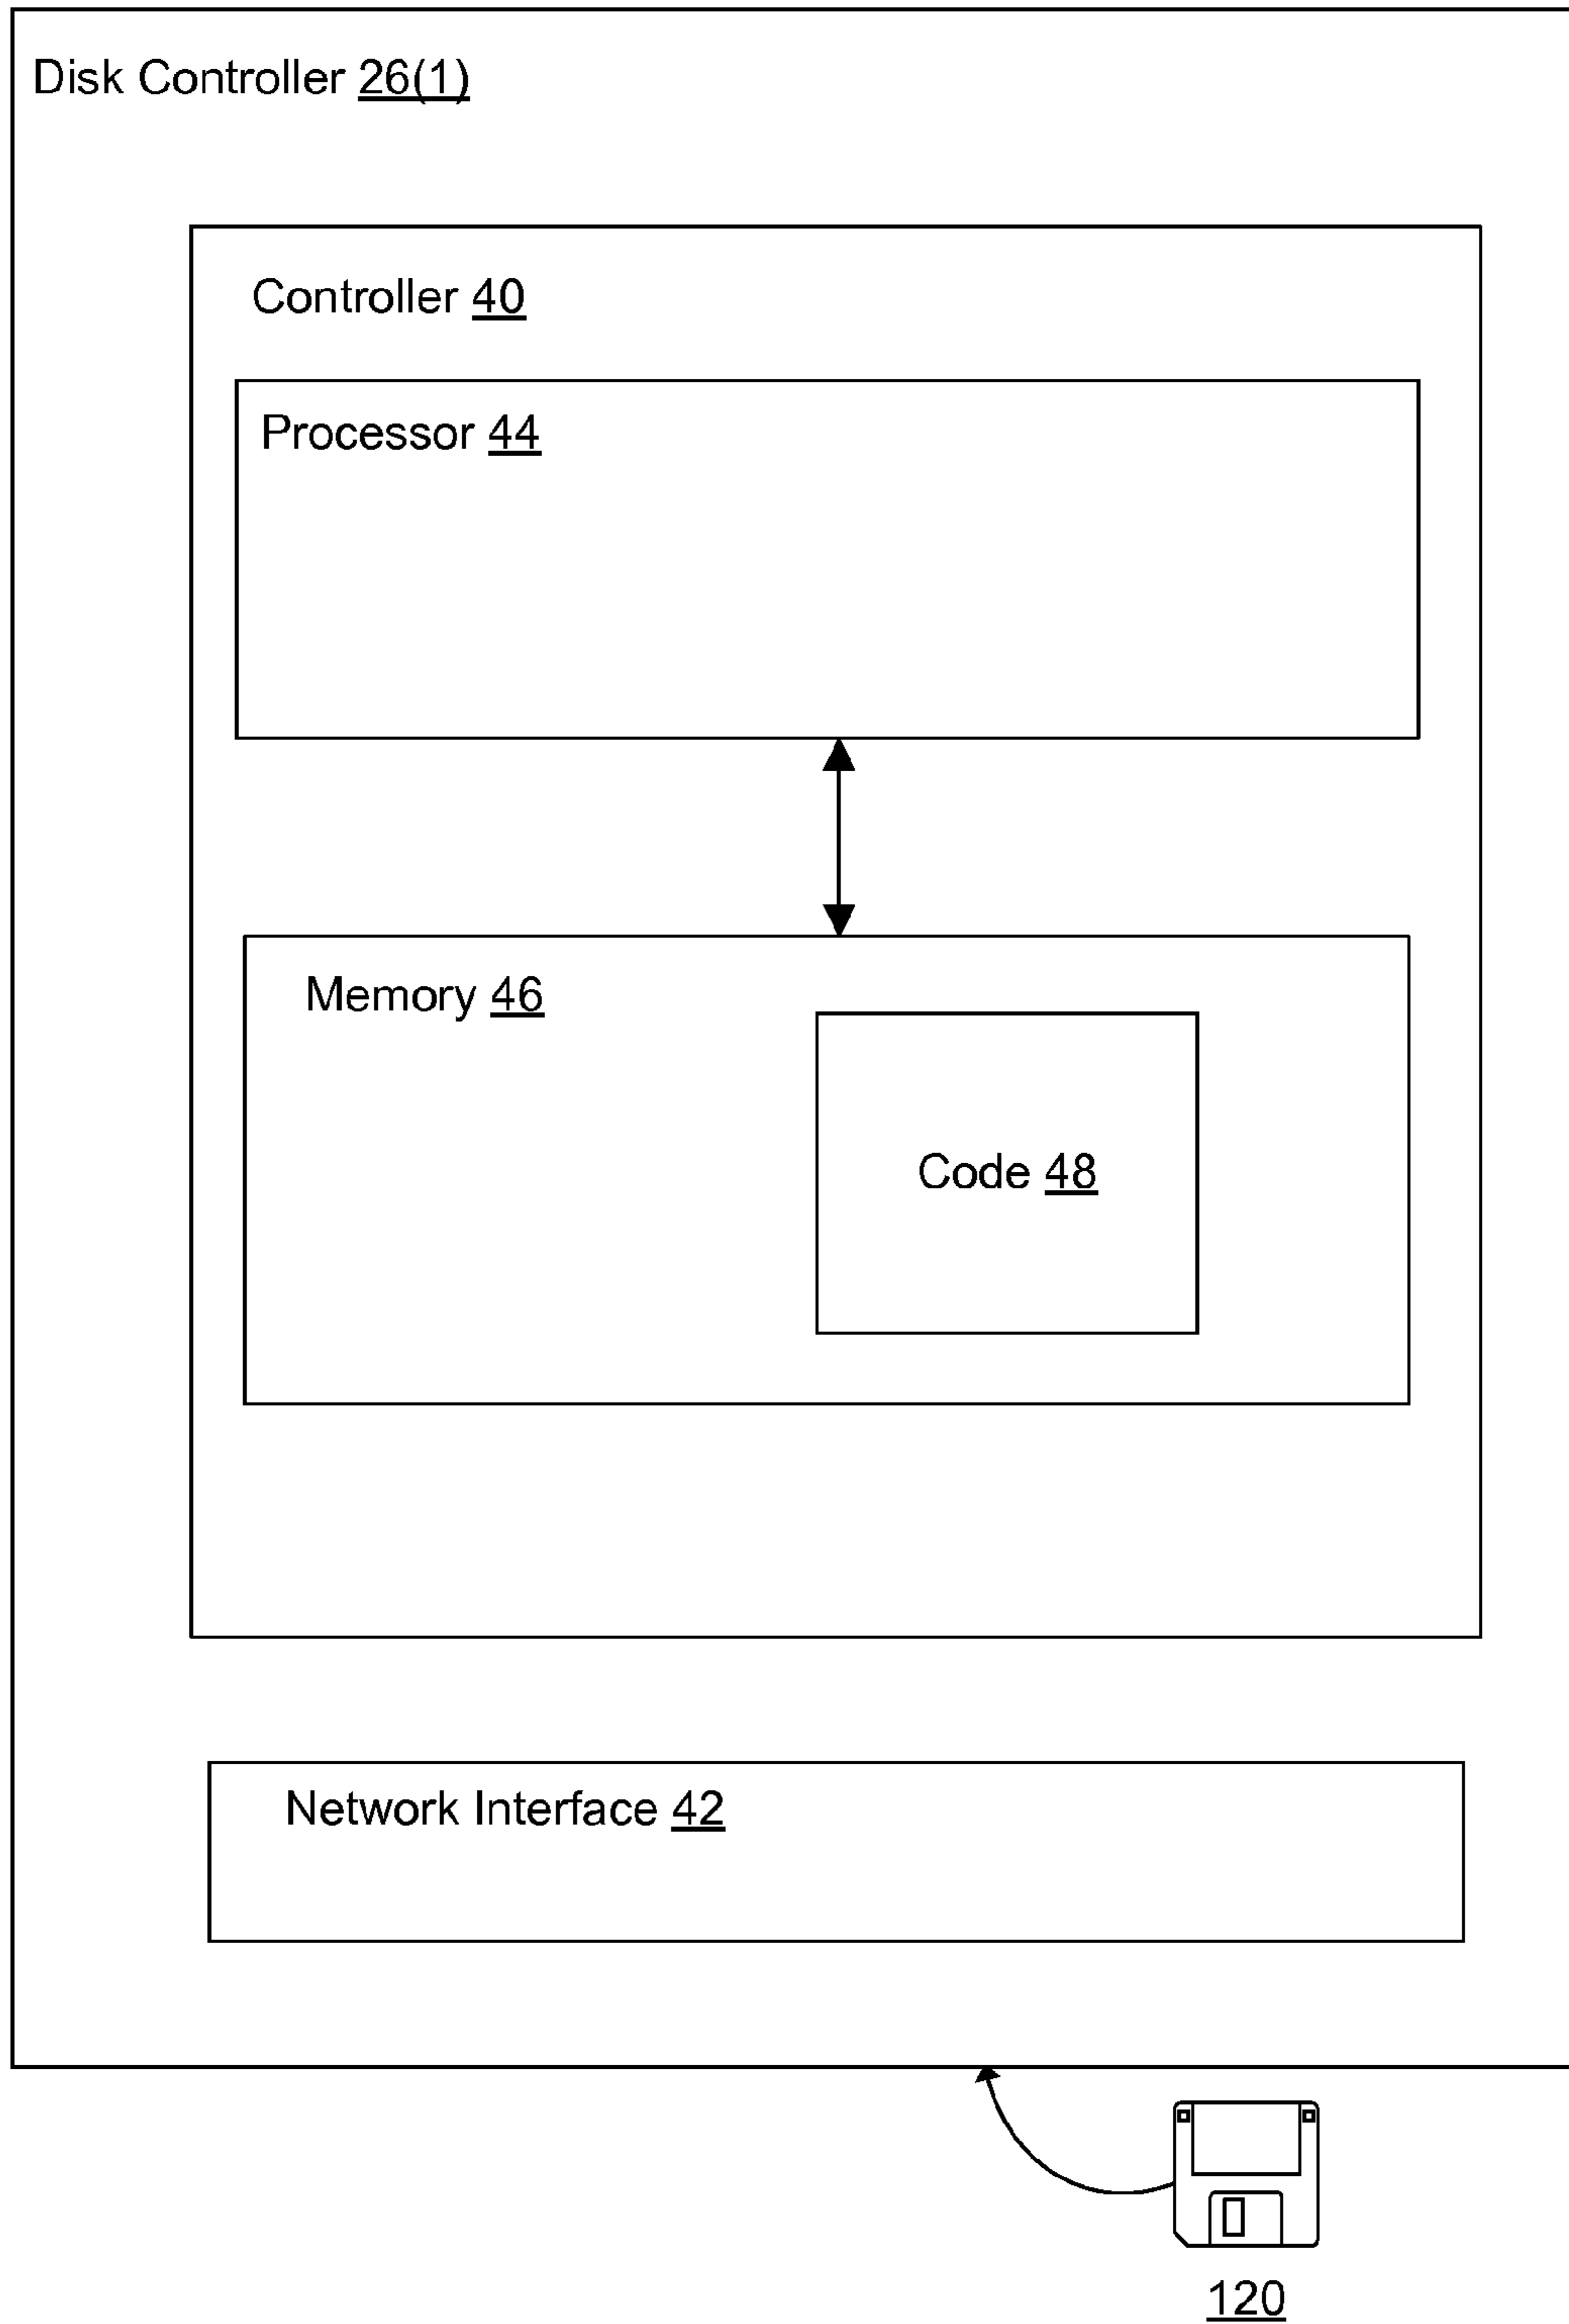 Disk Controller 26(1)
Controller 40
Processor 44
Memory 46
Code 48
Network Interface 42
120